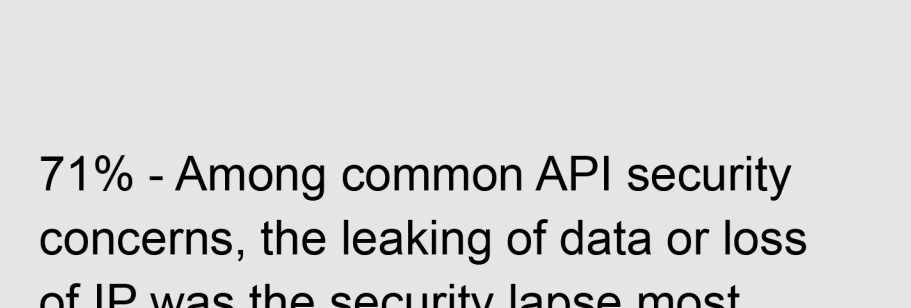 71% - Among common API security
concerns, the leaking of data or loss
of IP was the security lapse most